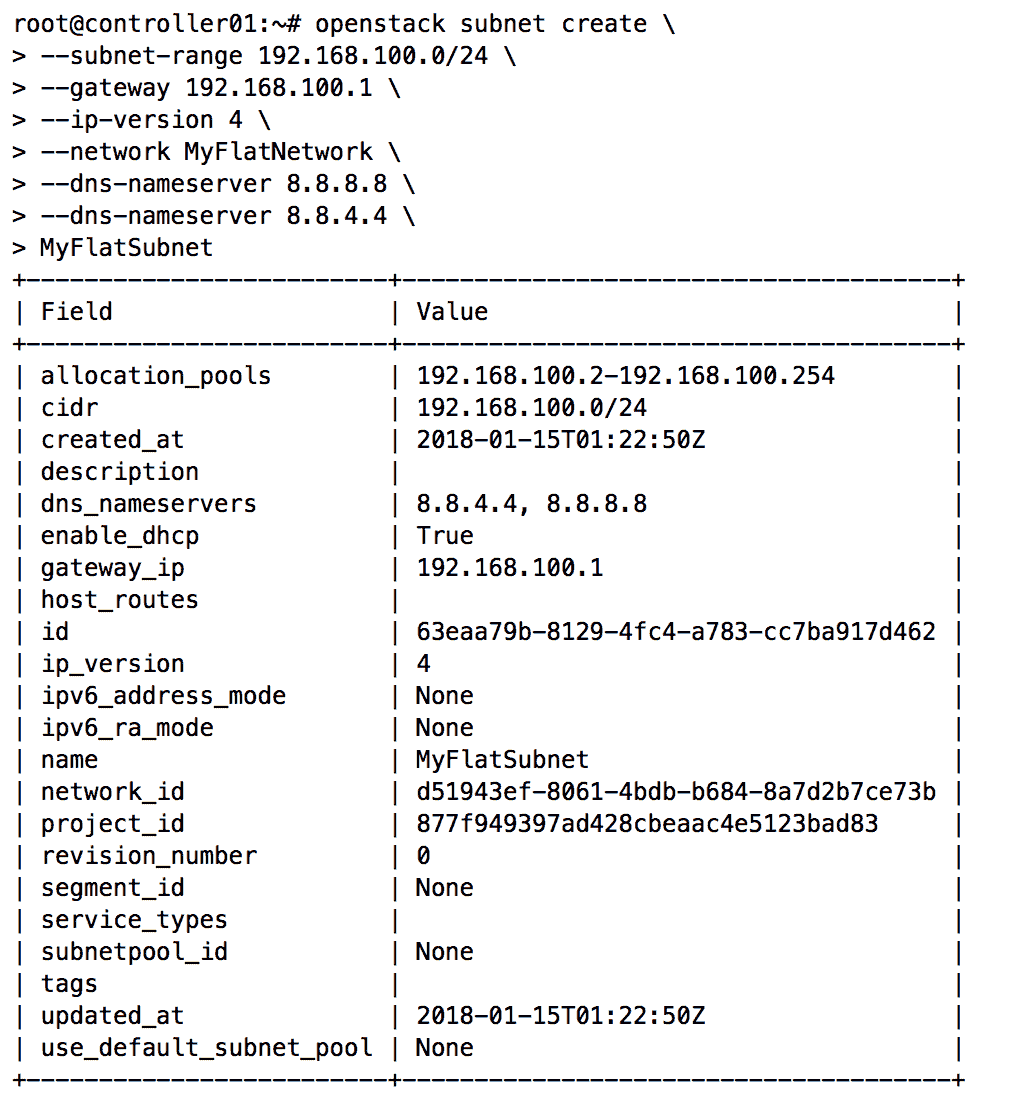 root@controller01:~# openstack subnet create \
> --subnet-range 192.168.100.0/24 \
> --gateway 192.168.100.1 \
> --ip-version 4 \
> --network MyFlatNetwork \
> --dns-nameserver 8.8.8.8 \
> --dns-nameserver 8.8.4.4 \
> MyFlatSubnet
+-------------------------+--------------------------------------+
| Field                   | Value                                |
+-------------------------+--------------------------------------+
| allocation_pools        | 192.168.100.2-192.168.100.254        |
| cidr                    | 192.168.100.0/24                     |
| created_at              | 2018-01-15T01:22:50Z                 |
| description             |                                      |
| dns_nameservers         | 8.8.4.4, 8.8.8.8                     |
| enable_dhcp             | True                                 |
| gateway_ip              | 192.168.100.1                        |
| host_routes             |                                      |
| id                      | 63eaa79b-8129-4fc4-a783-cc7ba917d462 |
| ip_version              | 4                                    |
| ipv6_address_mode       | None                                 |
| ipv6_ra_mode            | None                                 |
| name                    | MyFlatSubnet                         |
| network_id              | d51943ef-8061-4bdb-b684-8a7d2b7ce73b |
| project_id              | 877f949397ad428cbeaac4e5123bad83     |
| revision_number         | 0                                    |
| segment_id              | None                                 |
| service_types           |                                      |
| subnetpool_id           | None                                 |
| tags                    |                                      |
| updated_at              | 2018-01-15T01:22:50Z                 |
| use_default_subnet_pool | None                                 |
+-------------------------+--------------------------------------+